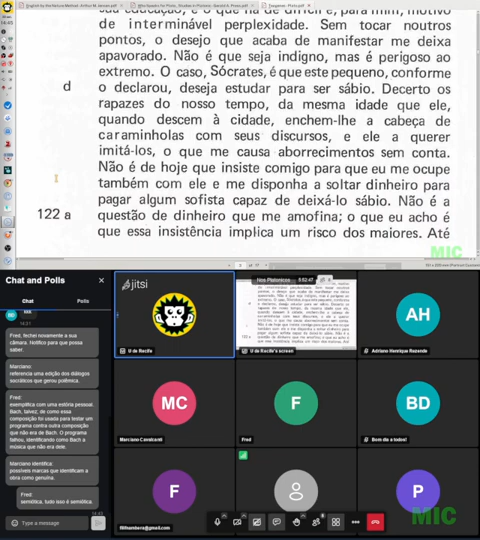 de interminável perplexidade. Sem tocar noutros
pontos, o desejo que acaba de manifestar me deixa
apavorado. Não é que seja indigno, mas é perigoso ao
extremo. O caso, Sócrates, é que este pequeno, conforme
d
o declarou, deseja estudar para ser sábio. Decerto os
rapazes do nosso tempo, da mesma idade que ele,
quando descem à cidade, enchem-lhe a cabeça de
caraminholas com seus discursos, e ele a querer
imitá-los, o que me causa aborrecimentos sem conta.
Não é de hoje que insiste comigo para que eu me ocupe
também com ele e me disponha a soltar dinheiro para
pagar algum sofista capaz de deixá-lo sábio. Não é a
122 a
questão de dinheiro que me amofina; o que eu acho é
que essa insistência implica um risco dos maiores. Até
MIC
Chat and Polls
Chat
Polls
MC
14:21
Fred, fechei novamente a sua
câmara. Notifico para que possa
saber.
Marciano:
referencia uma edição dos diálogos
socráticos que gerou polêmica.
Fred:
exemplifica com uma estória pessoal.
Bach, talvez; de como essa
composição foi usada para testar um
programa contra outra composição
que não era de Bach. O programa
falhou, identificando como Bach a
música que não era dele.
Marciano identifica:
possíveis marcas que identificam a
obra como genuína.
Fred:
semiótica, tudo isso é semiótica.
Type a message
jitsi
U de Recife
Nos Platonicos
5:52:47
U de Recife's screen
AH
Adriano Henrique Rezende
MC
Marciano Cavalcanti
F
Fred
BD
Bom dia a todos!
F
P
MIC